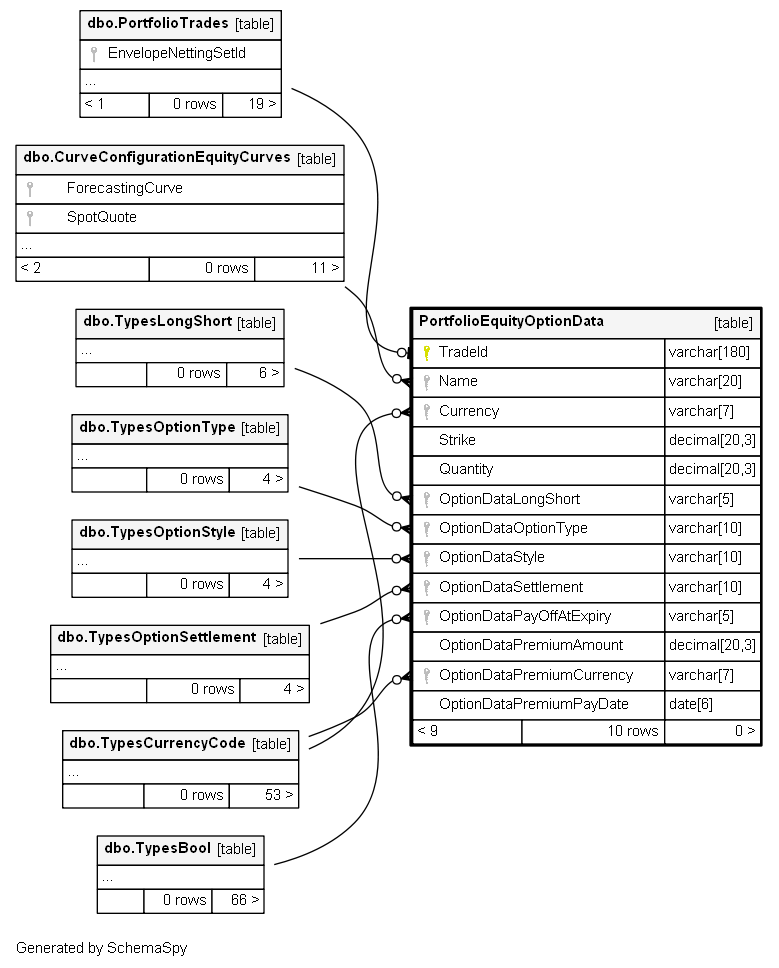 dbo.PortfolioTrades [table]
EnvelopeNettingSetId
...
< 1 0 rows 19 >
dbo.CurveConfigurationEquityCurves [table]
ForecastingCurve
SpotQuote
...
< 2 0 rows 11 >
dbo.TypesLongShort [table]
...
0 rows 6 >
dbo.TypesOptionType [table]
...
0 rows 4 >
dbo.TypesOptionStyle [table]
...
0 rows 4 >
dbo.TypesOptionSettlement [table]
...
0 rows 4 >
dbo.TypesCurrencyCode [table]
...
0 rows 53 >
dbo.TypesBool [table]
...
0 rows 66 >
PortfolioEquityOptionData [table]
TradeId varchar[180]
Name varchar[20]
Currency varchar[7]
Strike decimal[20,3]
Quantity decimal[20,3]
OptionDataLongShort varchar[5]
OptionDataOptionType varchar[10]
OptionDataStyle varchar[10]
OptionDataSettlement varchar[10]
OptionDataPayOffAtExpiry varchar[5]
OptionDataPremiumAmount decimal[20,3]
OptionDataPremiumCurrency varchar[7]
OptionDataPremiumPayDate date[6]
< 9 10 rows 0 >
Generated by SchemaSpy